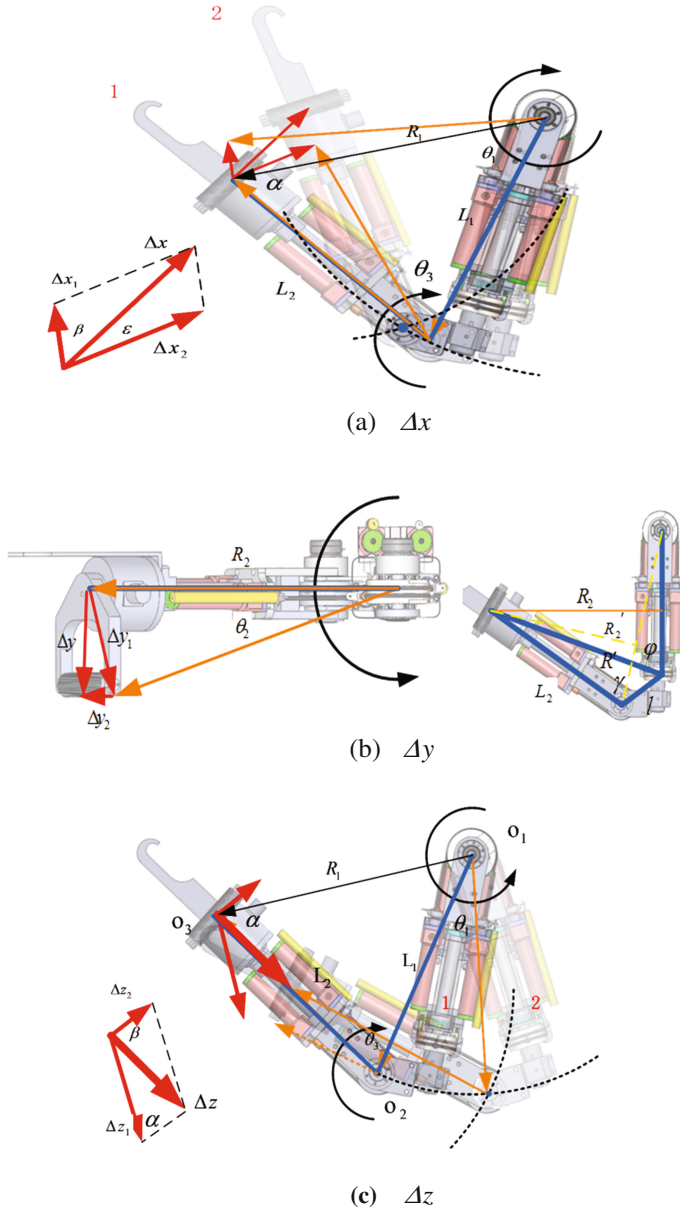 2
1
R₁
θ₁
α
L₁
Δx
Δx₁
θ₃
L₂
β
ε
Δx₂
(a) Δx
R₂
R₂
R₂′
θ₂
Δy
Δy₁
φ
R′
γ
L₂
l
Δy₂
(b) Δy
o₁
R₁
α
o₃
θ₁
L₁
L₂
1
2
Δz₂
β
θ₃
Δz
α
Δz₁
o₂
(c) Δz